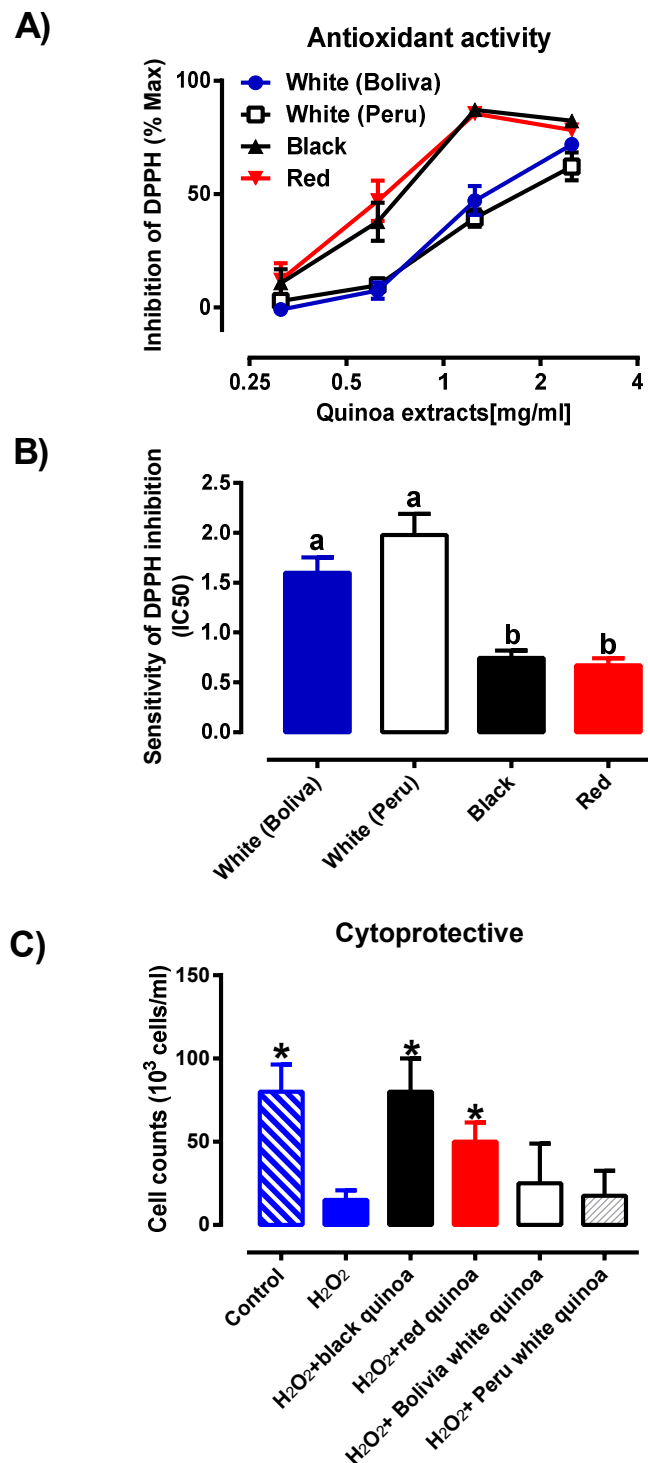 A)
Antioxidant activity
Inhibition of DPPH (% Max)
100
50
0
White (Boliva)
White (Peru)
Black
Red
0.25 0.5 1 2 4
Quinoa extracts[mg/ml]
B)
Sensitivity of DPPH inhibition
(IC50)
2.5
2.0
1.5
1.0
0.5
0.0
a
a
b
b
White (Boliva)
White (Peru)
Black
Red
C)
Cytoprotective
Cell counts (10³ cells/ml)
150
100
50
0
* * *
Control
H₂O₂
H₂O₂+black quinoa
H₂O₂+red quinoa
H₂O₂+ Bolivia white quinoa
H₂O₂+ Peru white quinoa